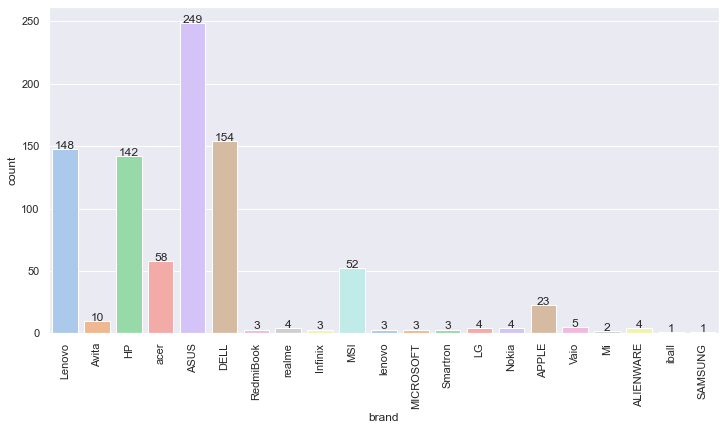 250
200
150
100
50
0
count
148
10
142
58
249
154
3
4
3
52
3
3
3
4
4
23
5
2
4
1
1
Lenovo
Avita
HP
acer
ASUS
DELL
RedmiBook
realme
Infinix
MSI
lenovo
MICROSOFT
Smartron
LG
Nokia
APPLE
Vaio
Mi
ALIENWARE
iball
SAMSUNG
brand